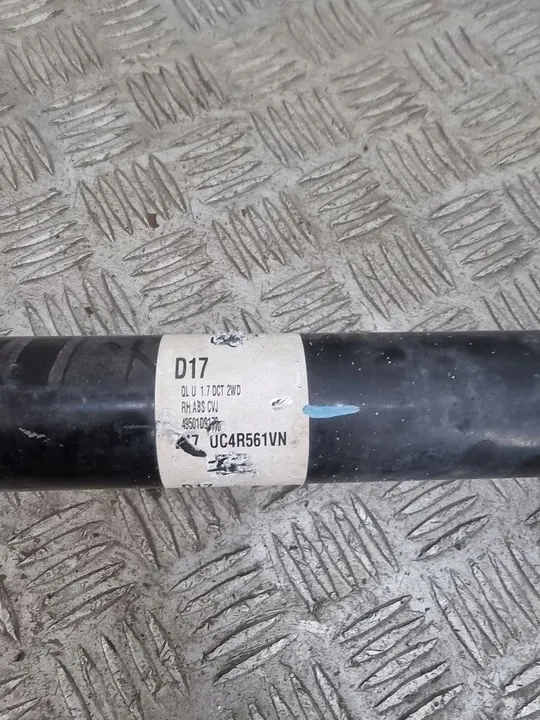 D17
QL U 1.7 DCT 2WD
RH ABS CVJ
UC4R561VN